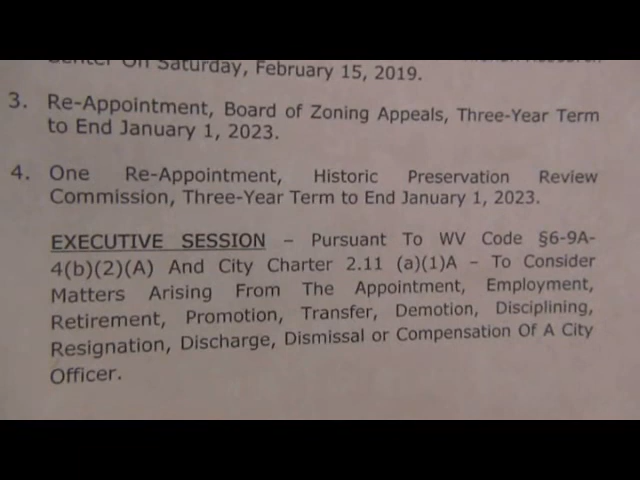 Center On Saturday, February 15, 2019.
3. Re-Appointment, Board of Zoning Appeals, Three-Year Term
to End January 1, 2023.
4. One Re-Appointment, Historic Preservation Review
Commission, Three-Year Term to End January 1, 2023.
EXECUTIVE SESSION – Pursuant To WV Code §6-9A-
4(b)(2)(A) And City Charter 2.11 (a)(1)A – To Consider
Matters Arising From The Appointment, Employment,
Retirement, Promotion, Transfer, Demotion, Disciplining,
Resignation, Discharge, Dismissal or Compensation Of A City
Officer.